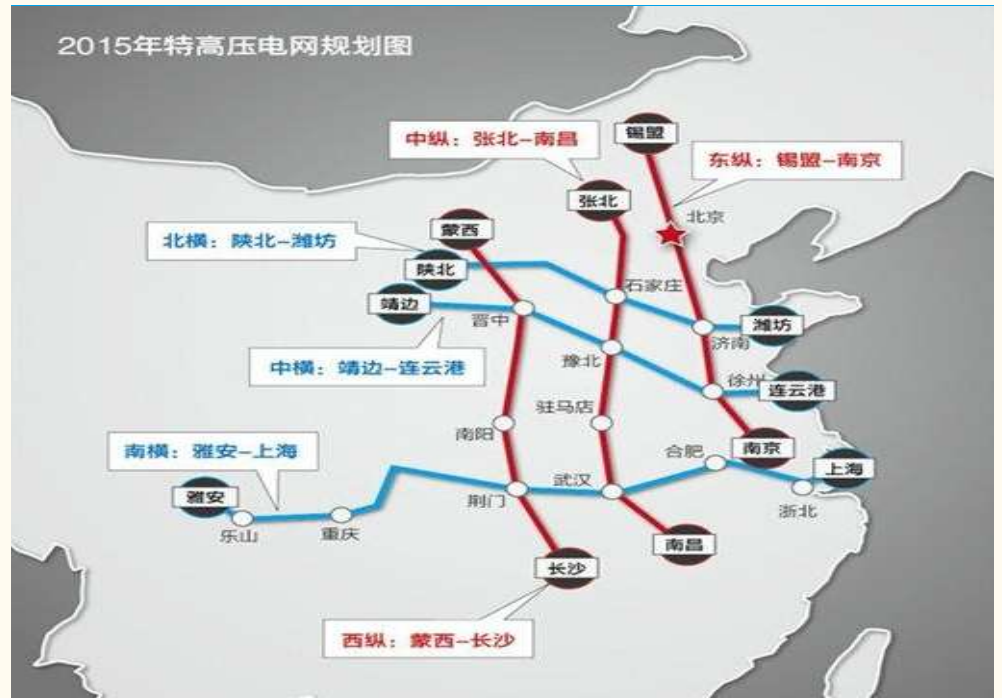 2015年特高压电网规划图
锡盟
中纵：张北-南昌
东纵：锡盟-南京
张北
北京
蒙西
北横：陕北-潍坊
陕北
石家庄
靖边
晋中
潍坊
济南
豫北
中横：靖边-连云港
徐州
连云港
驻马店
南阳
南京
南横：雅安-上海
合肥
上海
武汉
雅安
荆门
浙北
乐山
重庆
南昌
长沙
西纵：蒙西-长沙